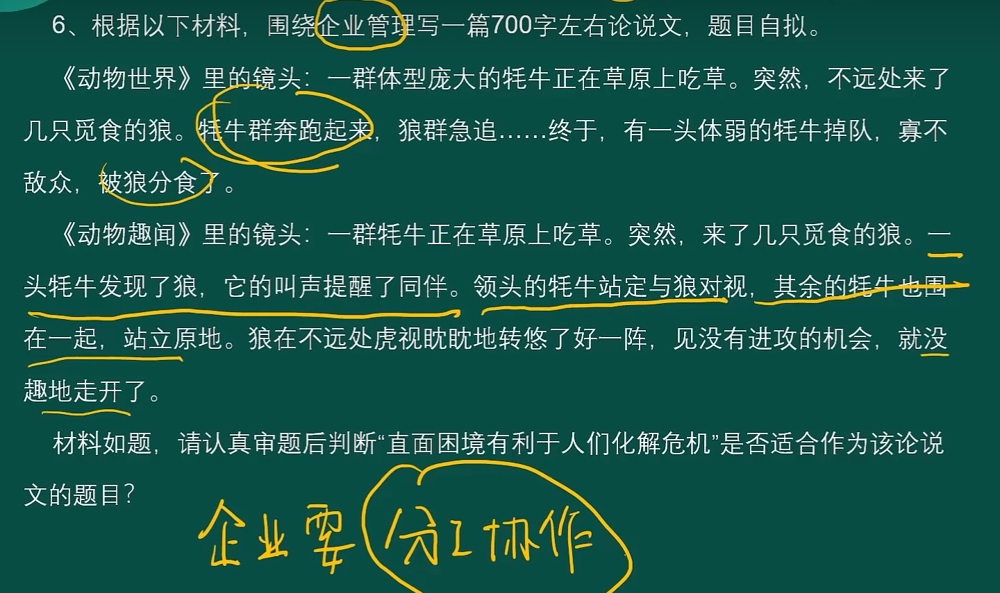 6、根据以下材料，围绕企业管理写一篇700字左右论说文，题目自拟。
《动物世界》里的镜头：一群体型庞大的牦牛正在草原上吃草。突然，不远处来了
几只觅食的狼。牦牛群奔跑起来，狼群急追……终于，有一头体弱的牦牛掉队，寡不
敌众，被狼分食了。
《动物趣闻》里的镜头：一群牦牛正在草原上吃草。突然，来了几只觅食的狼。一
头牦牛发现了狼，它的叫声提醒了同伴。领头的牦牛站定与狼对视，其余的牦牛也围
在一起，站立原地。狼在不远处虎视眈眈地转悠了好一阵，见没有进攻的机会，就没
趣地走开了。
材料如题，请认真审题后判断“直面困境有利于人们化解危机”是否适合作为该论说
文的题目？
企业要分工协作